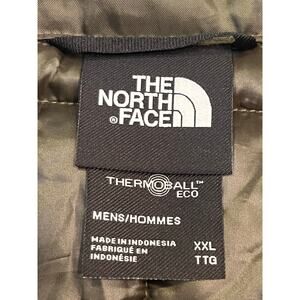 THE
NORTH
®FACE
THERMOBALL™
ECO
MENS/HOMMES
MADE IN INDONESIA
FABRIQUÉ EN
INDONÉSIE
XXL
TTG